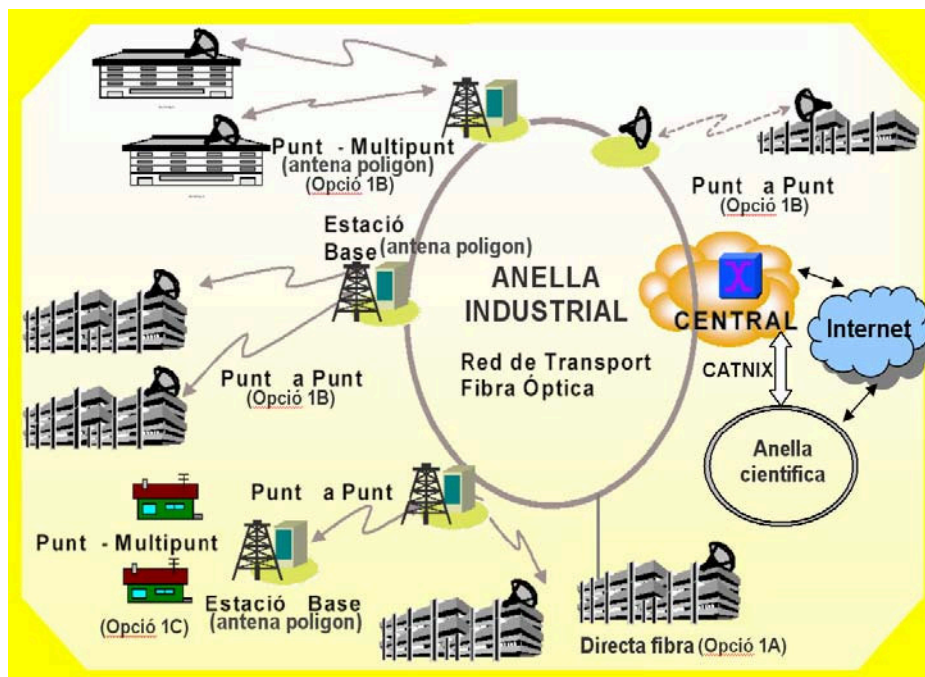 Punt - Multipunt
(antena poligon)
(Opció 1B)
Punt a Punt
(Opció 1B)
Estació
Base (antena poligon)
ANELLA
INDUSTRIAL
Red de Transport
Fibra Óptica
CENTRAL
Internet
CATNIX
Anella
científica
Punt a Punt
(Opció 1B)
Punt a Punt
Punt - Multipunt
(Opció 1C)
Estació Base
(antena poligon)
Directa fibra (Opció 1A)